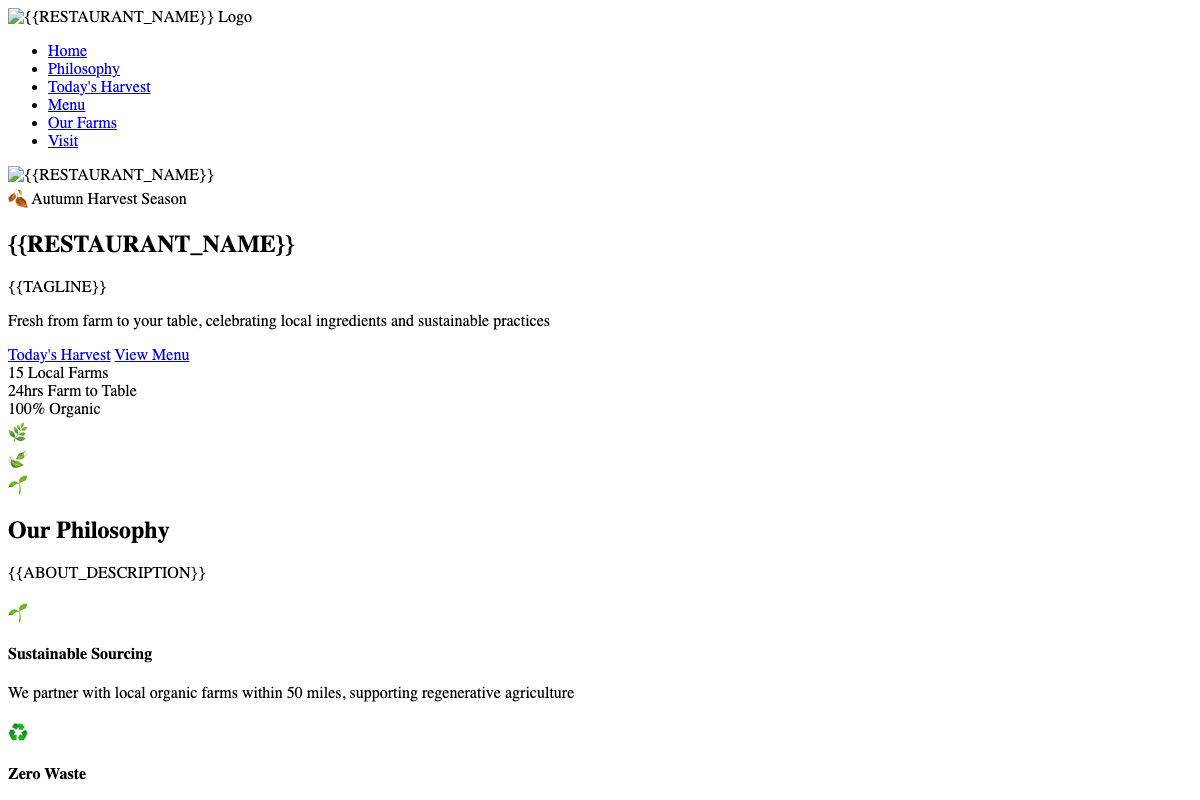 {{RESTAURANT_NAME}} Logo
Home
Philosophy
Today's Harvest
Menu
Our Farms
Visit
{{RESTAURANT_NAME}}
🍂 Autumn Harvest Season
{{RESTAURANT_NAME}}
{{TAGLINE}}
Fresh from farm to your table, celebrating local ingredients and sustainable practices
Today's Harvest View Menu
15 Local Farms
24hrs Farm to Table
100% Organic
🌿
🍃
🌱
Our Philosophy
{{ABOUT_DESCRIPTION}}
🌱
Sustainable Sourcing
We partner with local organic farms within 50 miles, supporting regenerative agriculture
♻️
Zero Waste